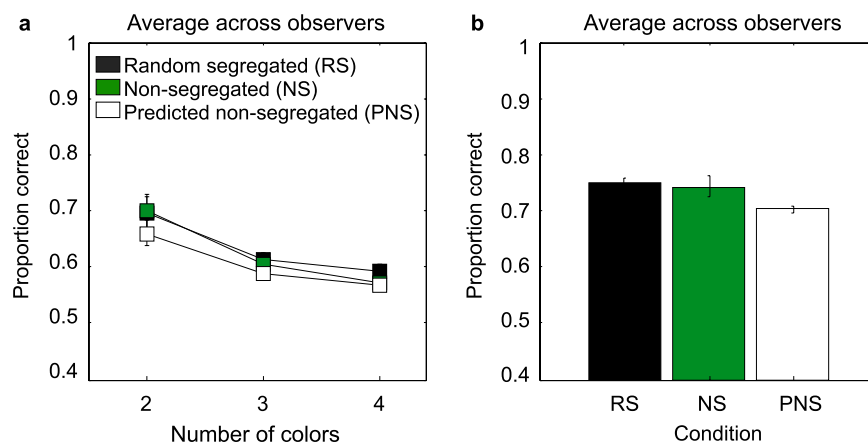 a
Average across observers
Random segregated (RS)
Non-segregated (NS)
Predicted non-segregated (PNS)
Proportion correct
1
0.9
0.8
0.7
0.6
0.5
0.4
2 3 4
Number of colors
b
Average across observers
Proportion correct
1
0.9
0.8
0.7
0.6
0.5
0.4
RS NS PNS
Condition